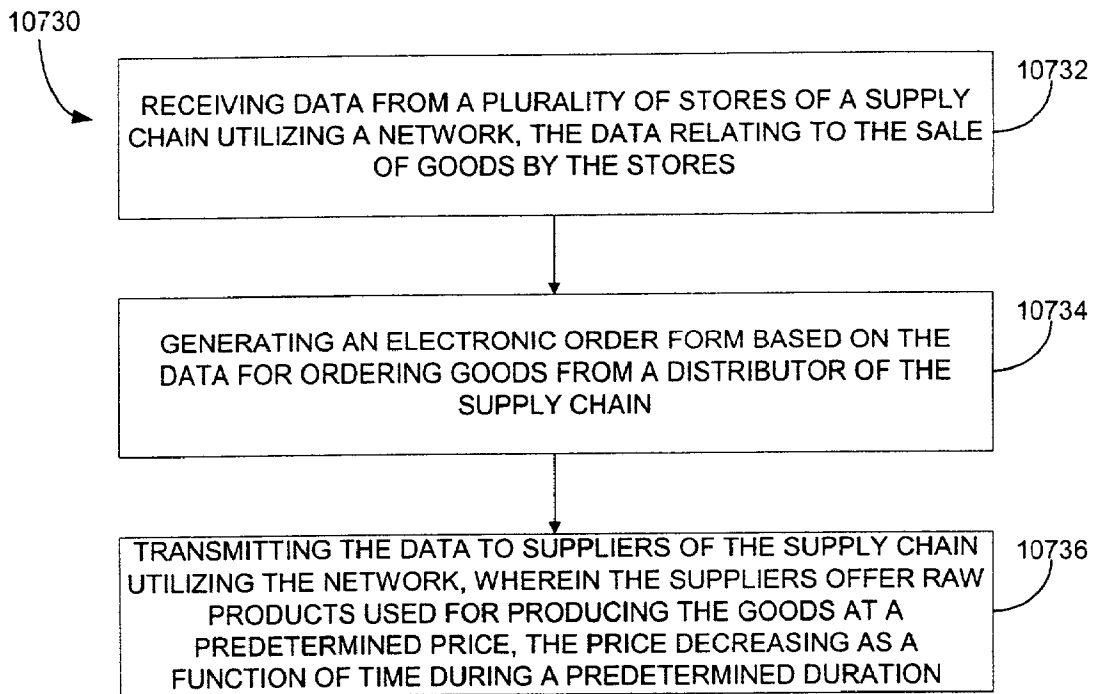 10730
10732
RECEIVING DATA FROM A PLURALITY OF STORES OF A SUPPLY
CHAIN UTILIZING A NETWORK, THE DATA RELATING TO THE SALE
OF GOODS BY THE STORES
10734
GENERATING AN ELECTRONIC ORDER FORM BASED ON THE
DATA FOR ORDERING GOODS FROM A DISTRIBUTOR OF THE
SUPPLY CHAIN
10736
TRANSMITTING THE DATA TO SUPPLIERS OF THE SUPPLY CHAIN
UTILIZING THE NETWORK, WHEREIN THE SUPPLIERS OFFER RAW
PRODUCTS USED FOR PRODUCING THE GOODS AT A
PREDETERMINED PRICE, THE PRICE DECREASING AS A
FUNCTION OF TIME DURING A PREDETERMINED DURATION